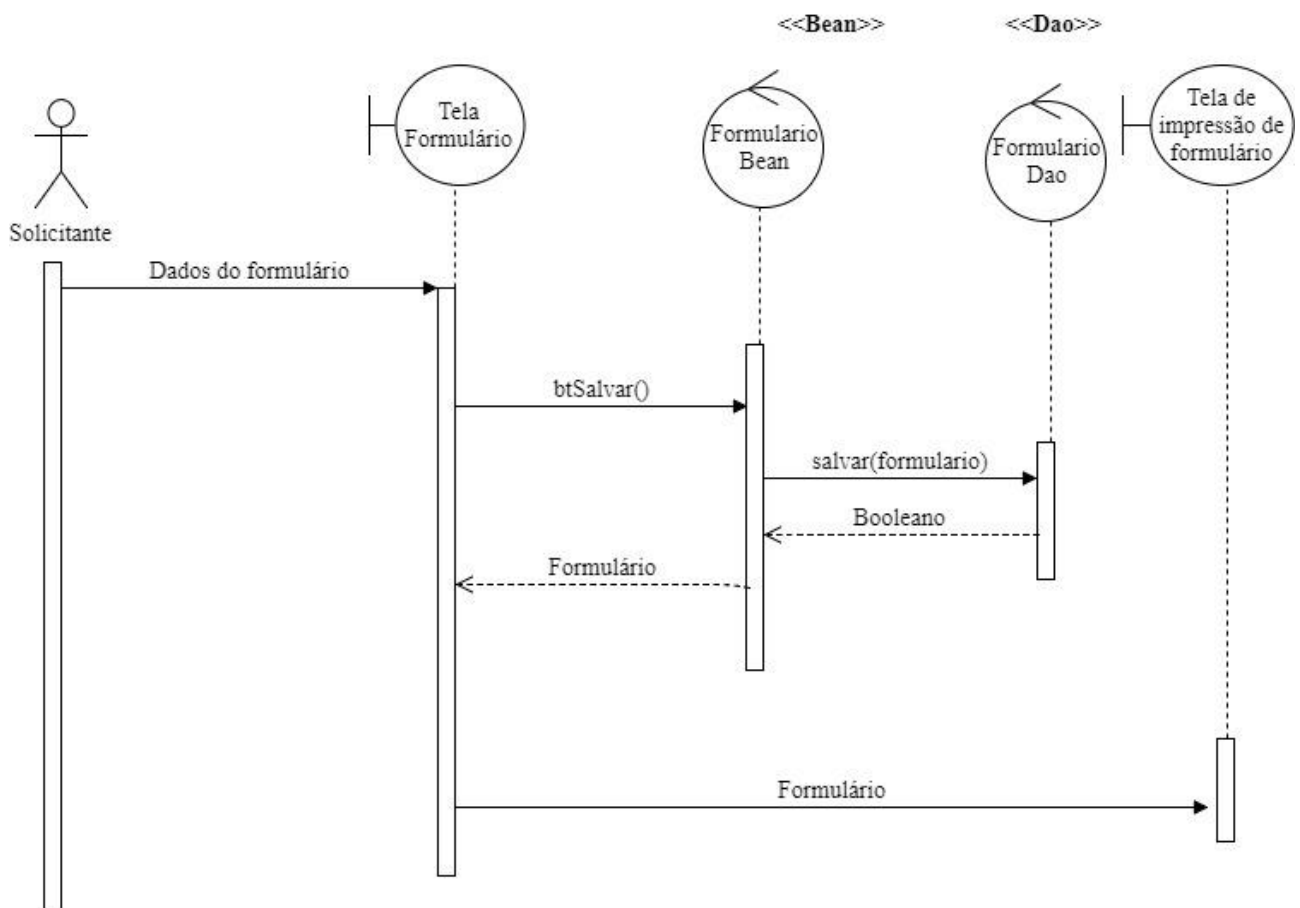 <<Bean>>
<<Dao>>
Tela
Formulário
Formulario
Bean
Formulario
Dao
Tela de
impressão de
formulário
Solicitante
Dados do formulário
btSalvar()
salvar(formulario)
Booleano
Formulário
Formulário